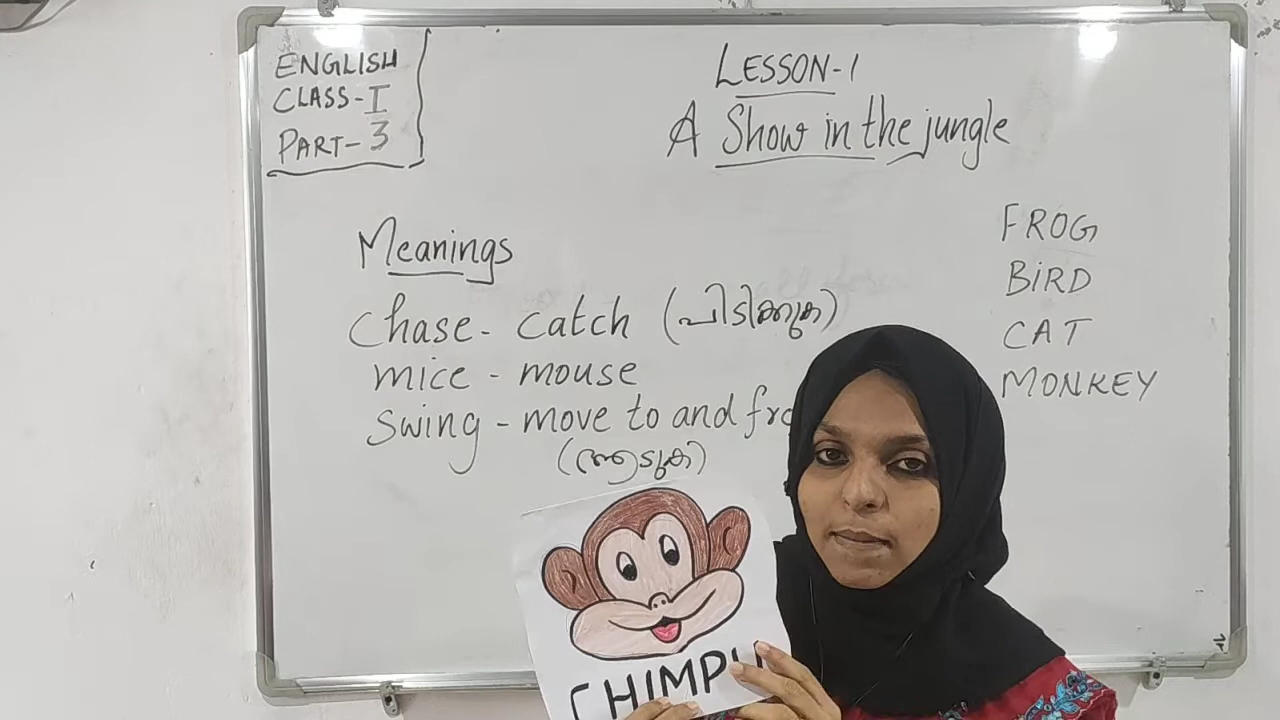 ENGLISH
CLASS-I
PART-3
LESSON-1
A Show in the jungle
Meanings
Chase - catch (പിടിക്കുക)
mice - mouse
swing - move to and fro
(ആടുക)
FROG
BiRD
CAT
MONKEY
CHIMPU